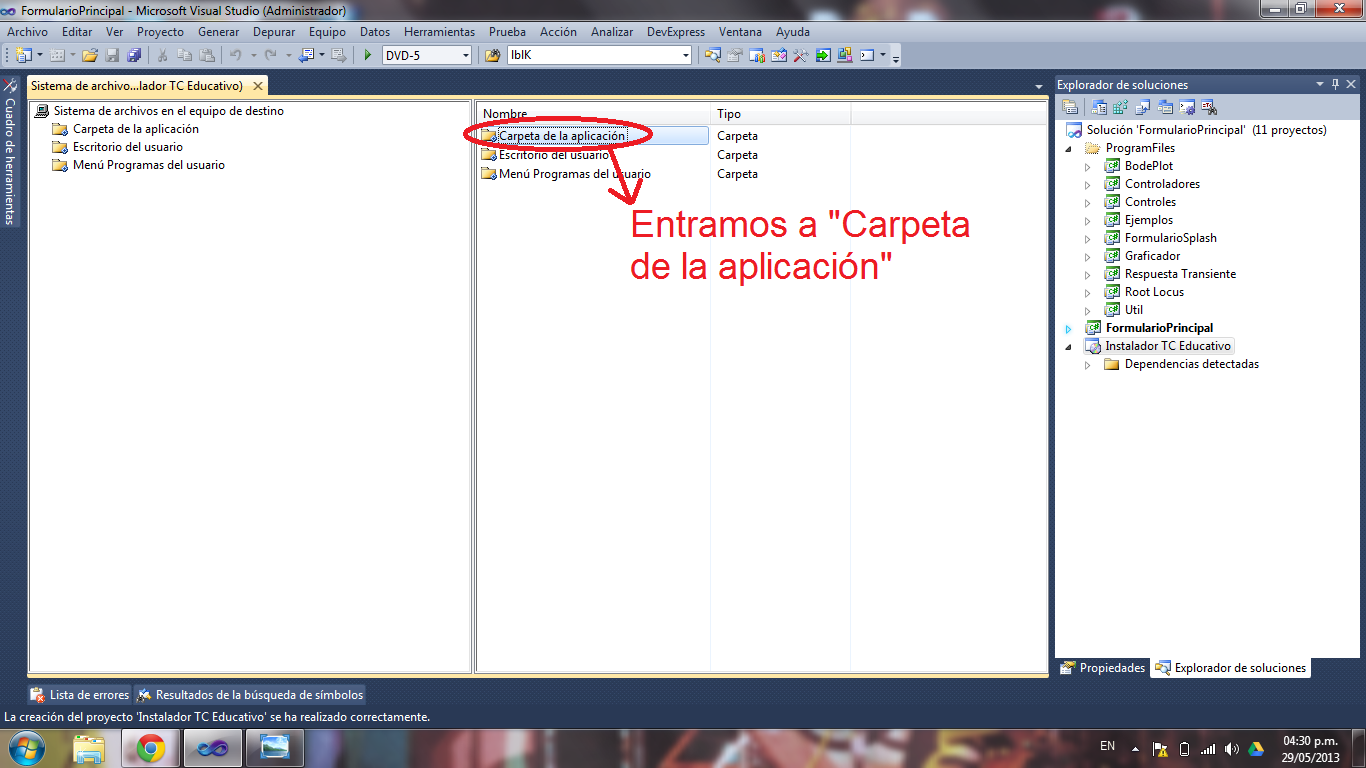 FormularioPrincipal - Microsoft Visual Studio (Administrador)
Archivo Editar Ver Proyecto Generar Depurar Equipo Datos Herramientas Prueba Acción Analizar DevExpress Ventana Ayuda
DVD-5 lblK
Cuadro de herramientas
Sistema de archivo...lador TC Educativo)
Sistema de archivos en el equipo de destino
Carpeta de la aplicación
Escritorio del usuario
Menú Programas del usuario
Nombre Tipo
Carpeta de la aplicación Carpeta
Escritorio del usuario Carpeta
Menú Programas del usuario Carpeta
Entramos a "Carpeta
de la aplicación"
Explorador de soluciones
Solución 'FormularioPrincipal' (11 proyectos)
ProgramFiles
BodePlot
Controladores
Controles
Ejemplos
FormularioSplash
Graficador
Respuesta Transiente
Root Locus
Util
FormularioPrincipal
Instalador TC Educativo
Dependencias detectadas
Propiedades Explorador de soluciones
Lista de errores Resultados de la búsqueda de símbolos
La creación del proyecto 'Instalador TC Educativo' se ha realizado correctamente.
EN
04:30 p.m.
29/05/2013